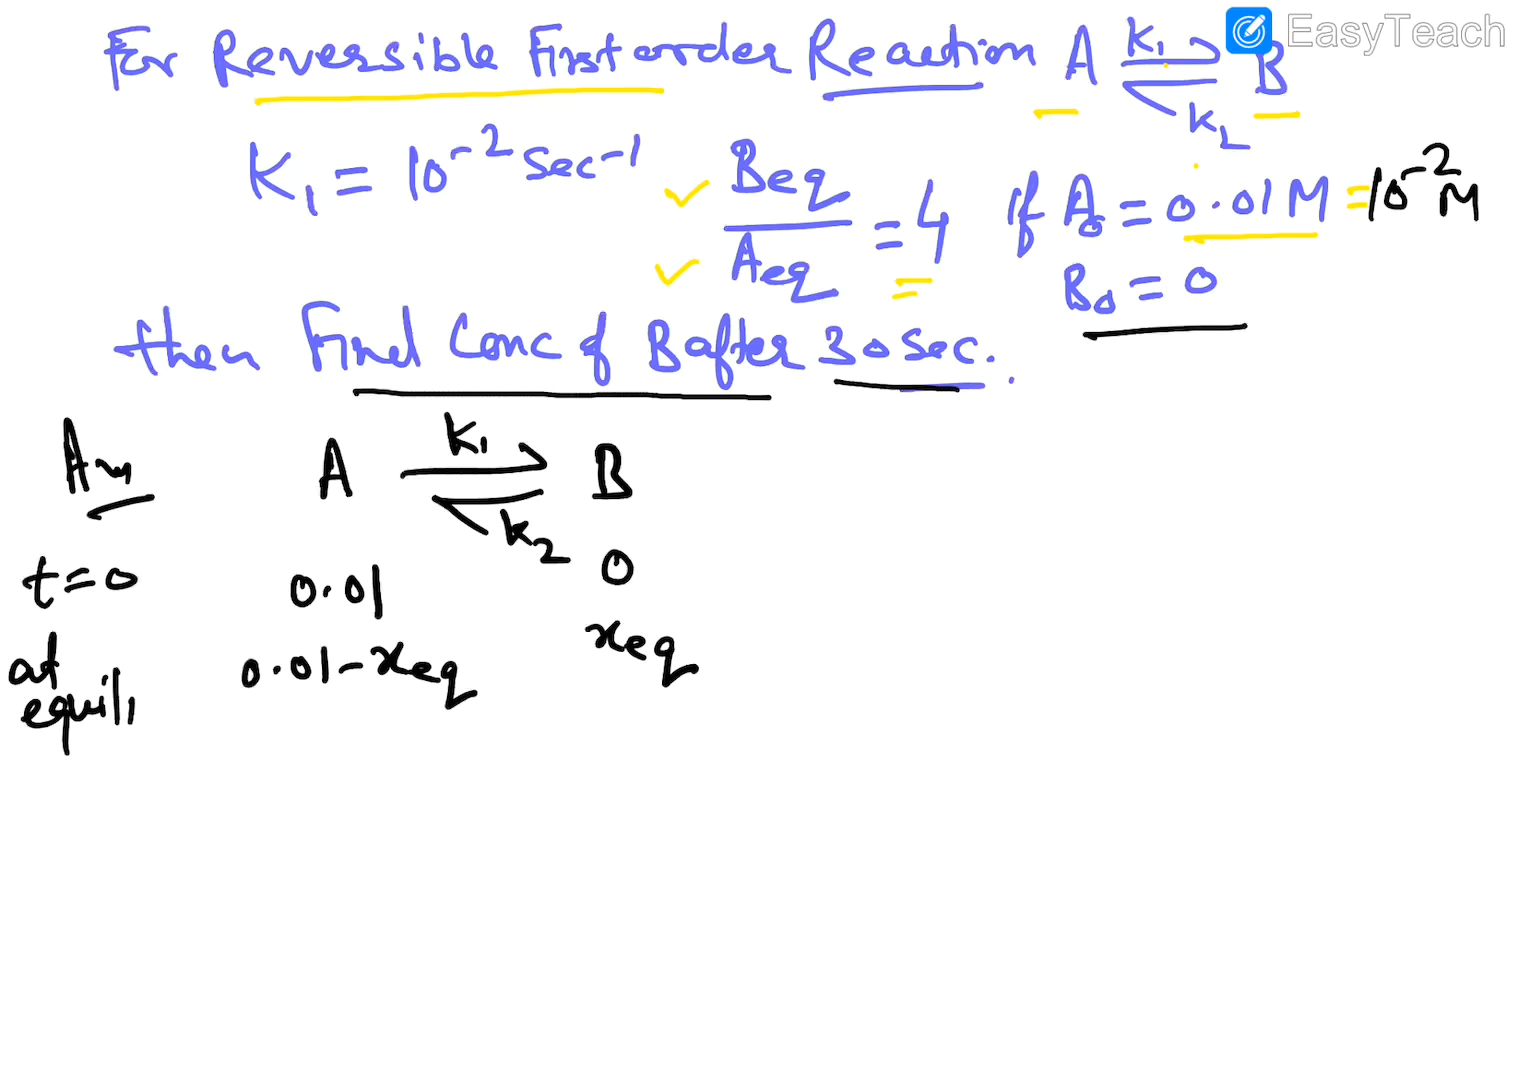 For Reversible First order Reaction A K₁ ⇌ K₂ B
EasyTeach
K₁ = 10⁻² Sec⁻¹ Beq/Aeq = 4 if A₀ = 0.01M = 10⁻² M
B₀ = 0
then Find Conc of B after 30 Sec.
Ans A K₁ ⇌ K₂ B
t=0 0.01 0
at equili 0.01 - xeq xeq